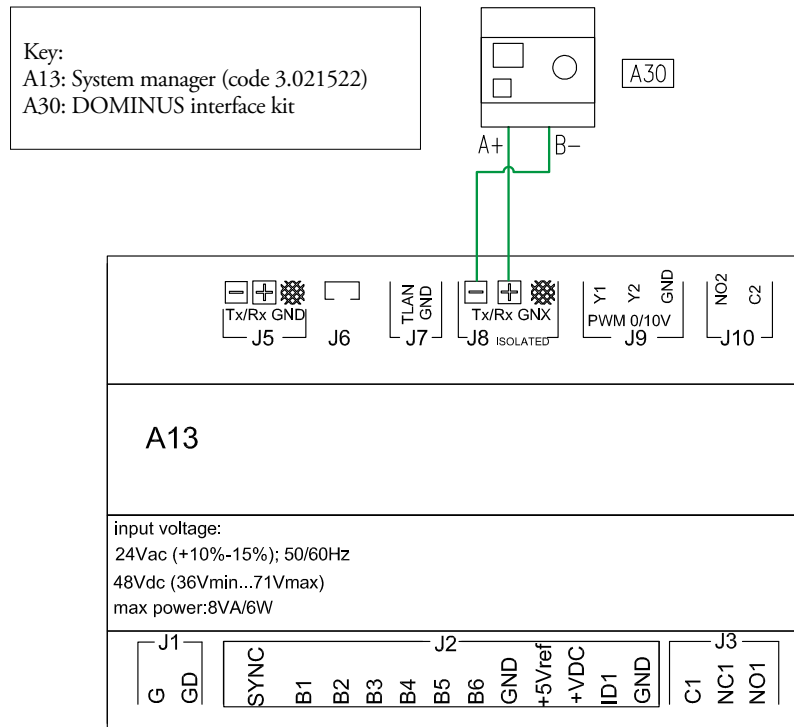 Key:
A13: System manager (code 3.021522)
A30: DOMINUS interface kit
A30
A+ B-
- + Tx/Rx GND J5
J6
TLAN GND J7
- + Tx/Rx GNX J8 ISOLATED
Y1 Y2 GND PWM 0/10V J9
NO2 C2 J10
A13
input voltage:
24Vac (+10%-15%); 50/60Hz
48Vdc (36Vmin...71Vmax)
max power:8VA/6W
J1 J2 J3
G GD SYNC B1 B2 B3 B4 B5 B6 GND +5Vref +VDC ID1 GND C1 NC1 NO1